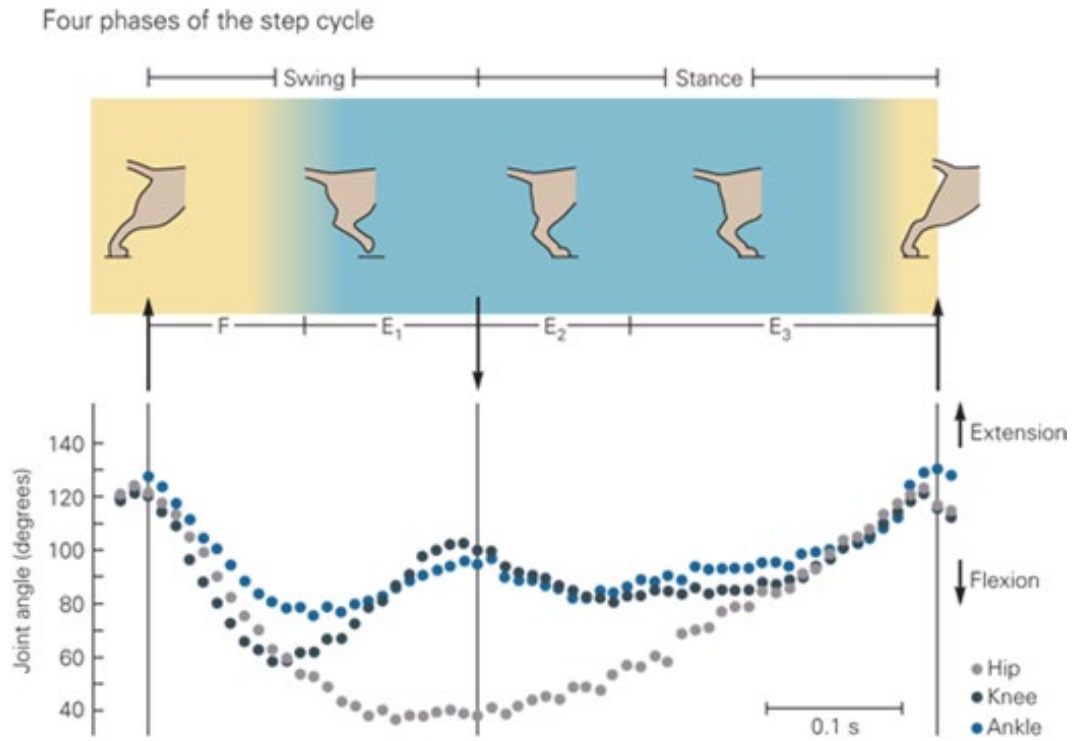 Four phases of the step cycle
Swing
Stance
F
E₁
E₂
E₃
Joint angle (degrees)
140
120
100
80
60
40
Extension
Flexion
Hip
Knee
Ankle
0.1 s